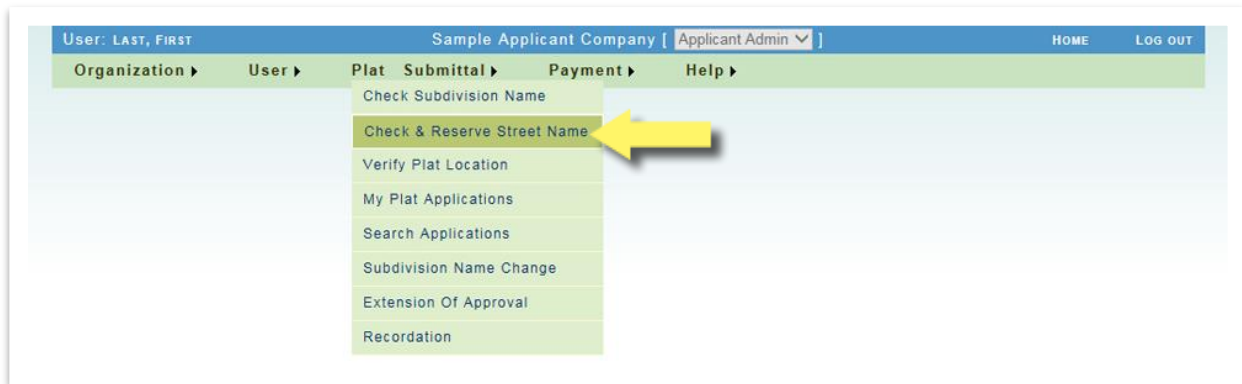 User: LAST, FIRST Sample Applicant Company [ Applicant Admin ] HOME LOG OUT
Organization User Plat Submittal Payment Help
Check Subdivision Name
Check & Reserve Street Name
Verify Plat Location
My Plat Applications
Search Applications
Subdivision Name Change
Extension Of Approval
Recordation